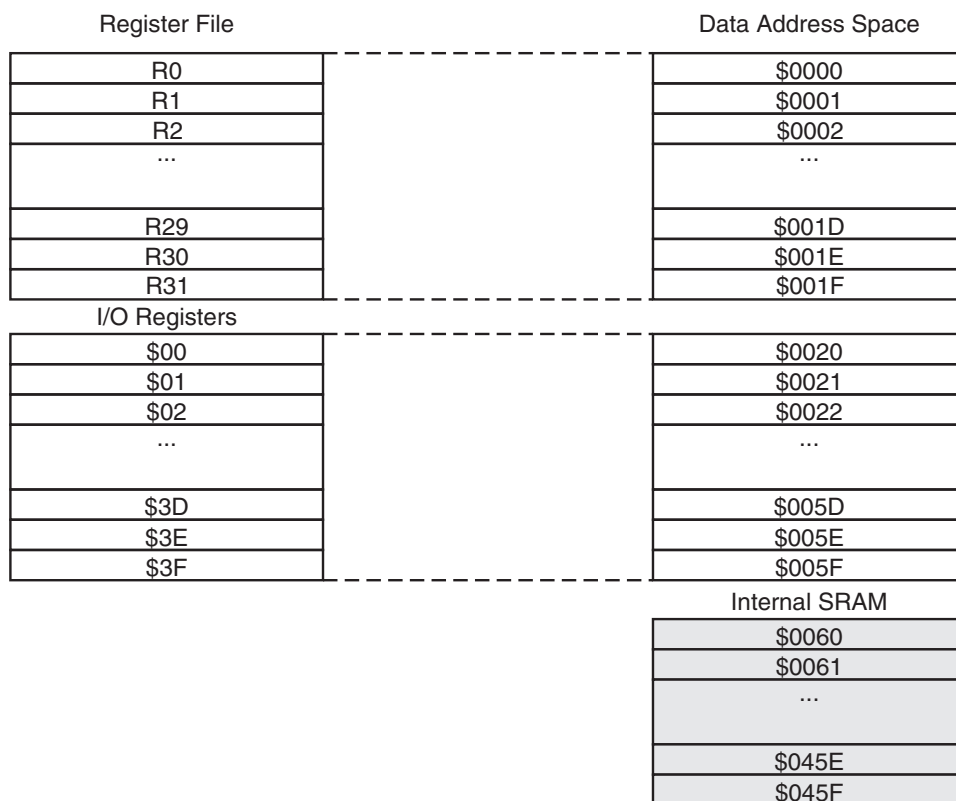 Register File
Data Address Space
R0
$0000
R1
$0001
R2
$0002
...
...
R29
$001D
R30
$001E
R31
$001F
I/O Registers
$00
$0020
$01
$0021
$02
$0022
...
...
$3D
$005D
$3E
$005E
$3F
$005F
Internal SRAM
$0060
$0061
...
$045E
$045F